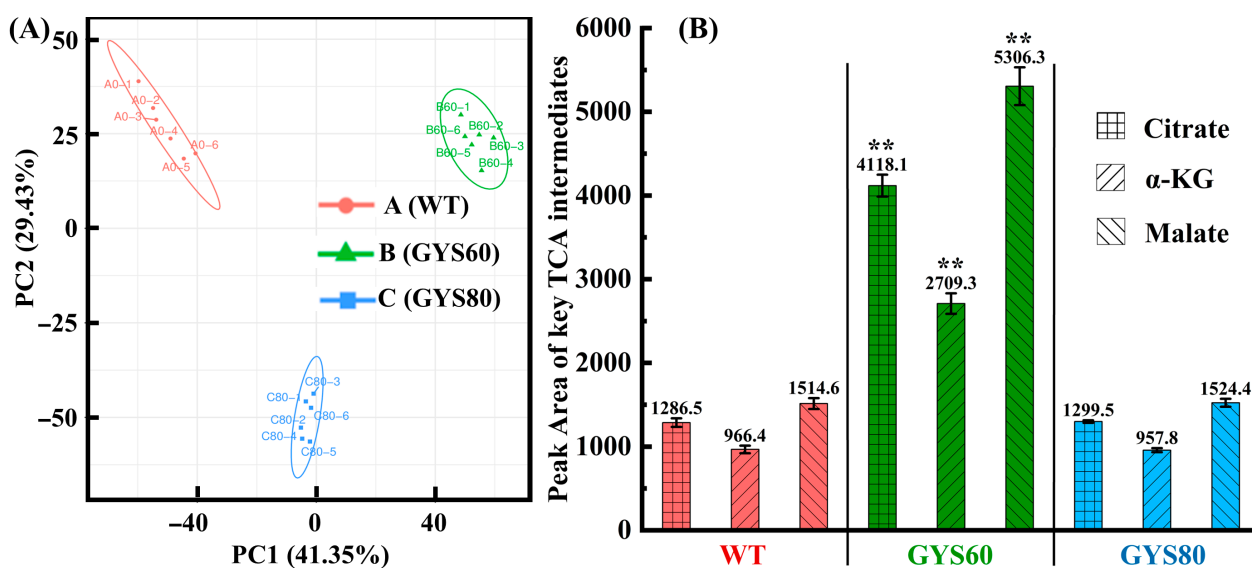 (A)
50
25
0
−25
−50
PC2 (29.43%)
−40
0
40
PC1 (41.35%)
A0−1
A0−2
A0−3
A0−4
A0−6
A0−5
B60−1
B60−6
B60−2
B60−3
B60−5
B60−4
A (WT)
B (GYS60)
C (GYS80)
C80−3
C80−1
C80−6
C80−2
C80−4
C80−5
(B)
Peak Area of key TCA intermediates
6000
5000
4000
3000
2000
1000
0
1286.5
966.4
1514.6
**
4118.1
**
2709.3
**
5306.3
1299.5
957.8
1524.4
Citrate
α-KG
Malate
WT
GYS60
GYS80